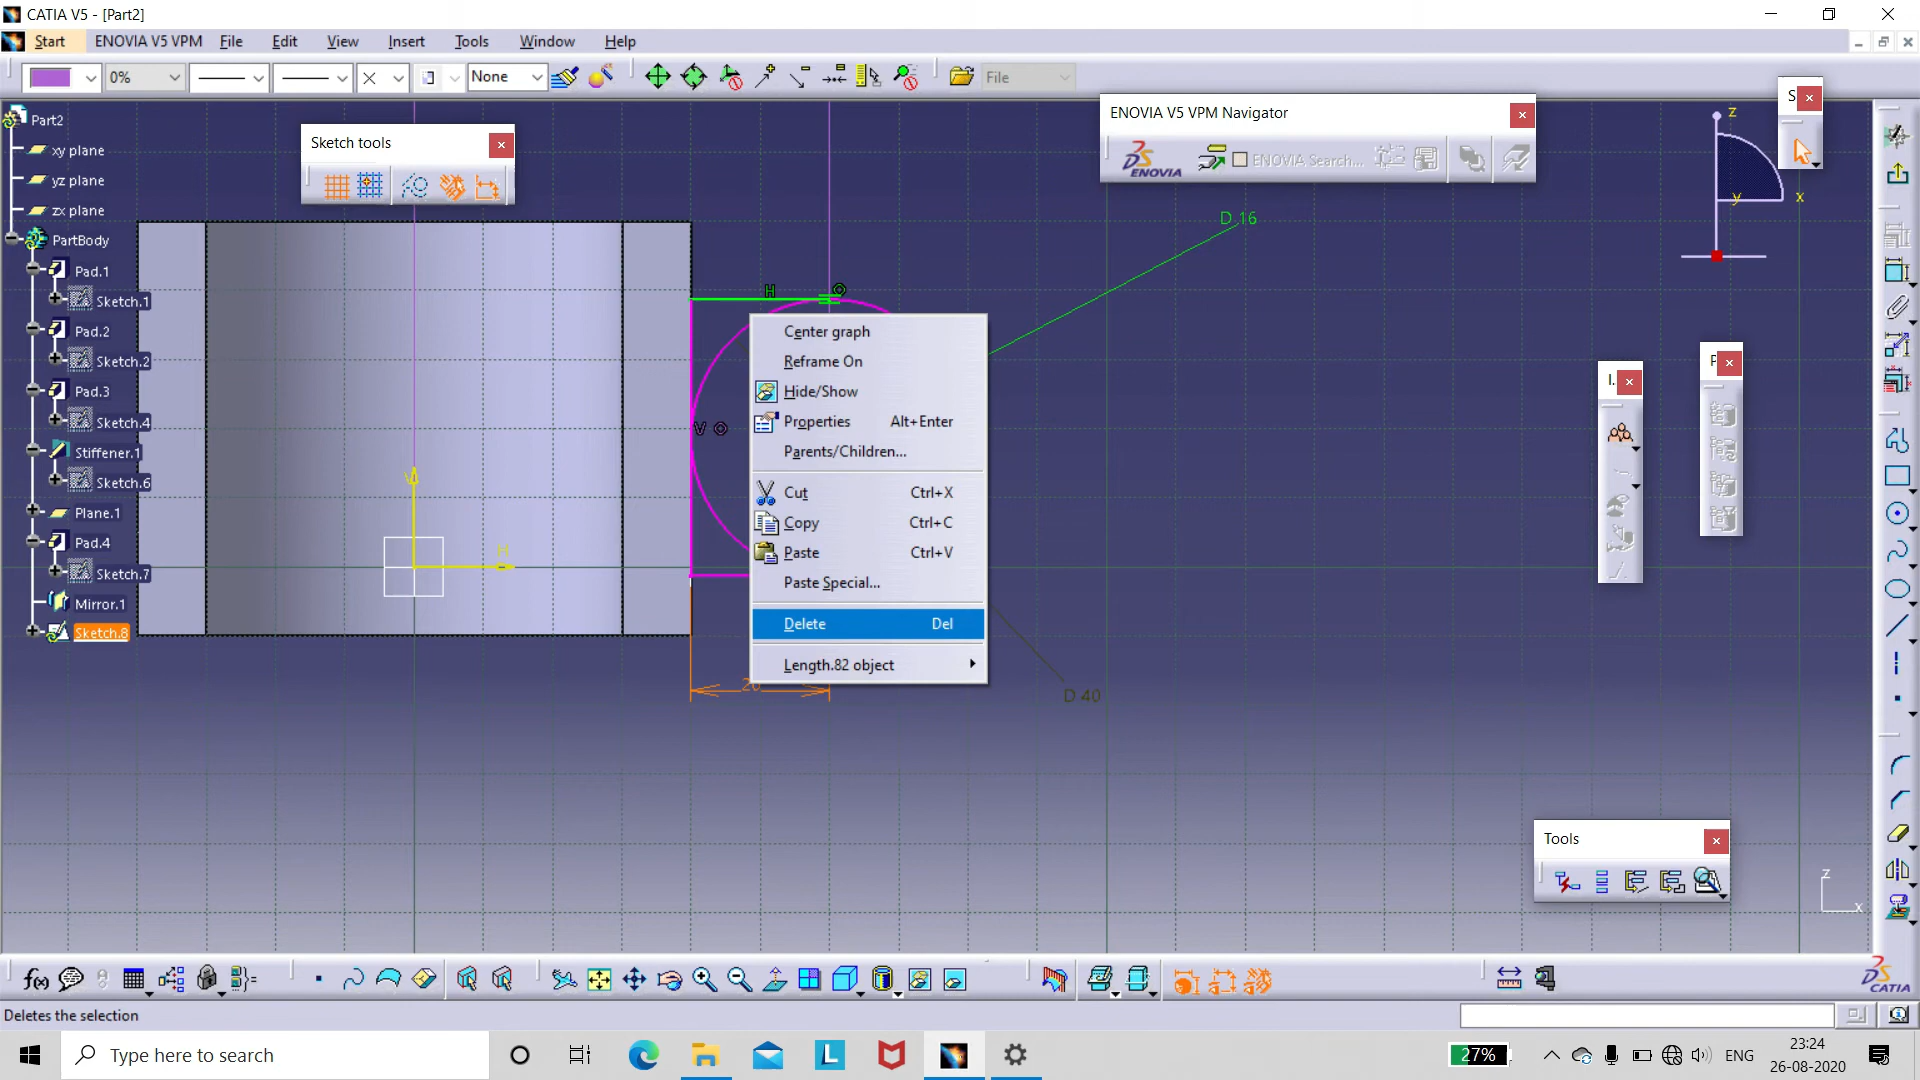 CATIA V5 - [Part2]
Start ENOVIA V5 VPM File Edit View Insert Tools Window Help
0% None File
Part2
xy plane
yz plane
zx plane
PartBody
Pad.1
Sketch.1
Pad.2
Sketch.2
Pad.3
Sketch.4
Stiffener.1
Sketch.6
Plane.1
Pad.4
Sketch.7
Mirror.1
Sketch.8
Sketch tools
ENOVIA V5 VPM Navigator
ENOVIA
ENOVIA Search...
S
z
y
x
D 16
H
V
V
H
20
D 40
Center graph
Reframe On
Hide/Show
Properties Alt+Enter
Parents/Children...
Cut Ctrl+X
Copy Ctrl+C
Paste Ctrl+V
Paste Special...
Delete Del
Length.82 object
I.
P
Tools
z
x
CATIA
Deletes the selection
Type here to search
L
27%
ENG
23:24
26-08-2020